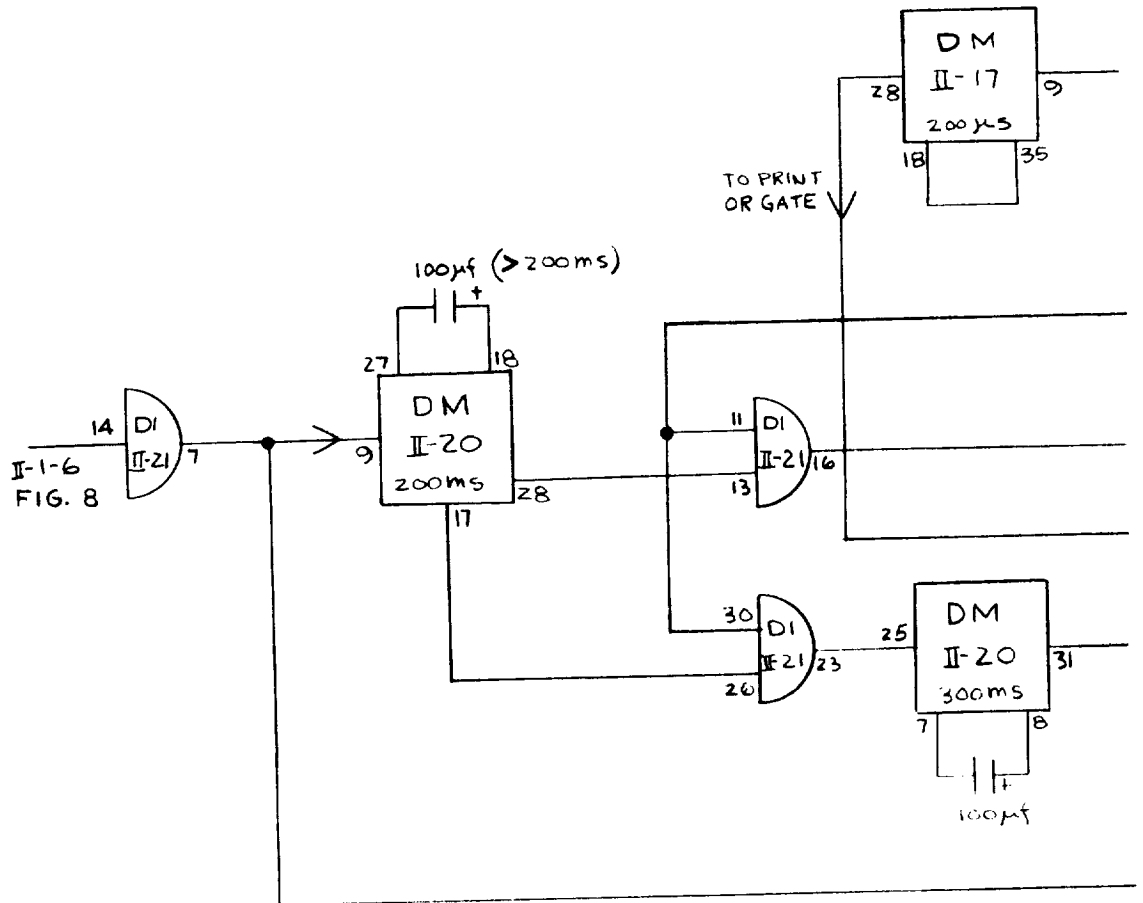 DM
II-17
200μs
28
9
18
35
TO PRINT
OR GATE
100μf (>200ms)
+
27
18
DM
II-20
200ms
9
28
17
14
DI
II-21
7
II-1-6
FIG. 8
11
DI
II-21
16
13
30
DI
II-21
23
26
25
DM
II-20
300ms
31
7
8
+
100μf